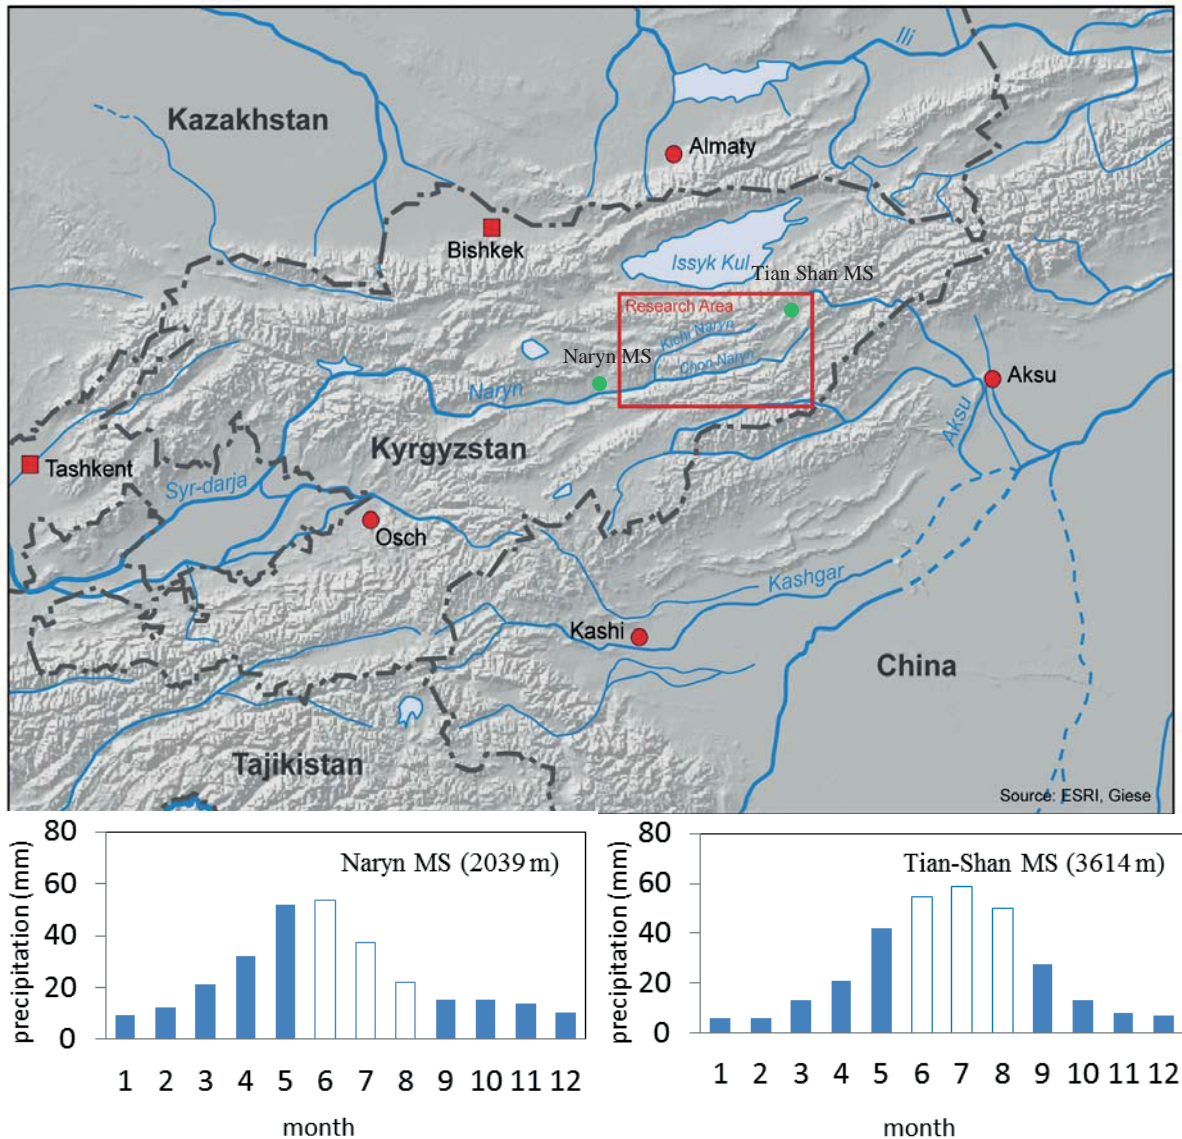 Ili
Kazakhstan
Almaty
Bishkek
Issyk Kul
Tian Shan MS
Research Area
Kichi Naryn
Naryn MS
Chon Naryn
Aksu
Naryn
Aksu
Kyrgyzstan
Tashkent
Syr-darja
Osch
Kashgar
Kashi
China
Tajikistan
Source: ESRI, Giese
precipitation (mm)
80
60
40
20
0
Naryn MS (2039 m)
1 2 3 4 5 6 7 8 9 10 11 12
month
precipitation (mm)
80
60
40
20
0
Tian-Shan MS (3614 m)
1 2 3 4 5 6 7 8 9 10 11 12
month